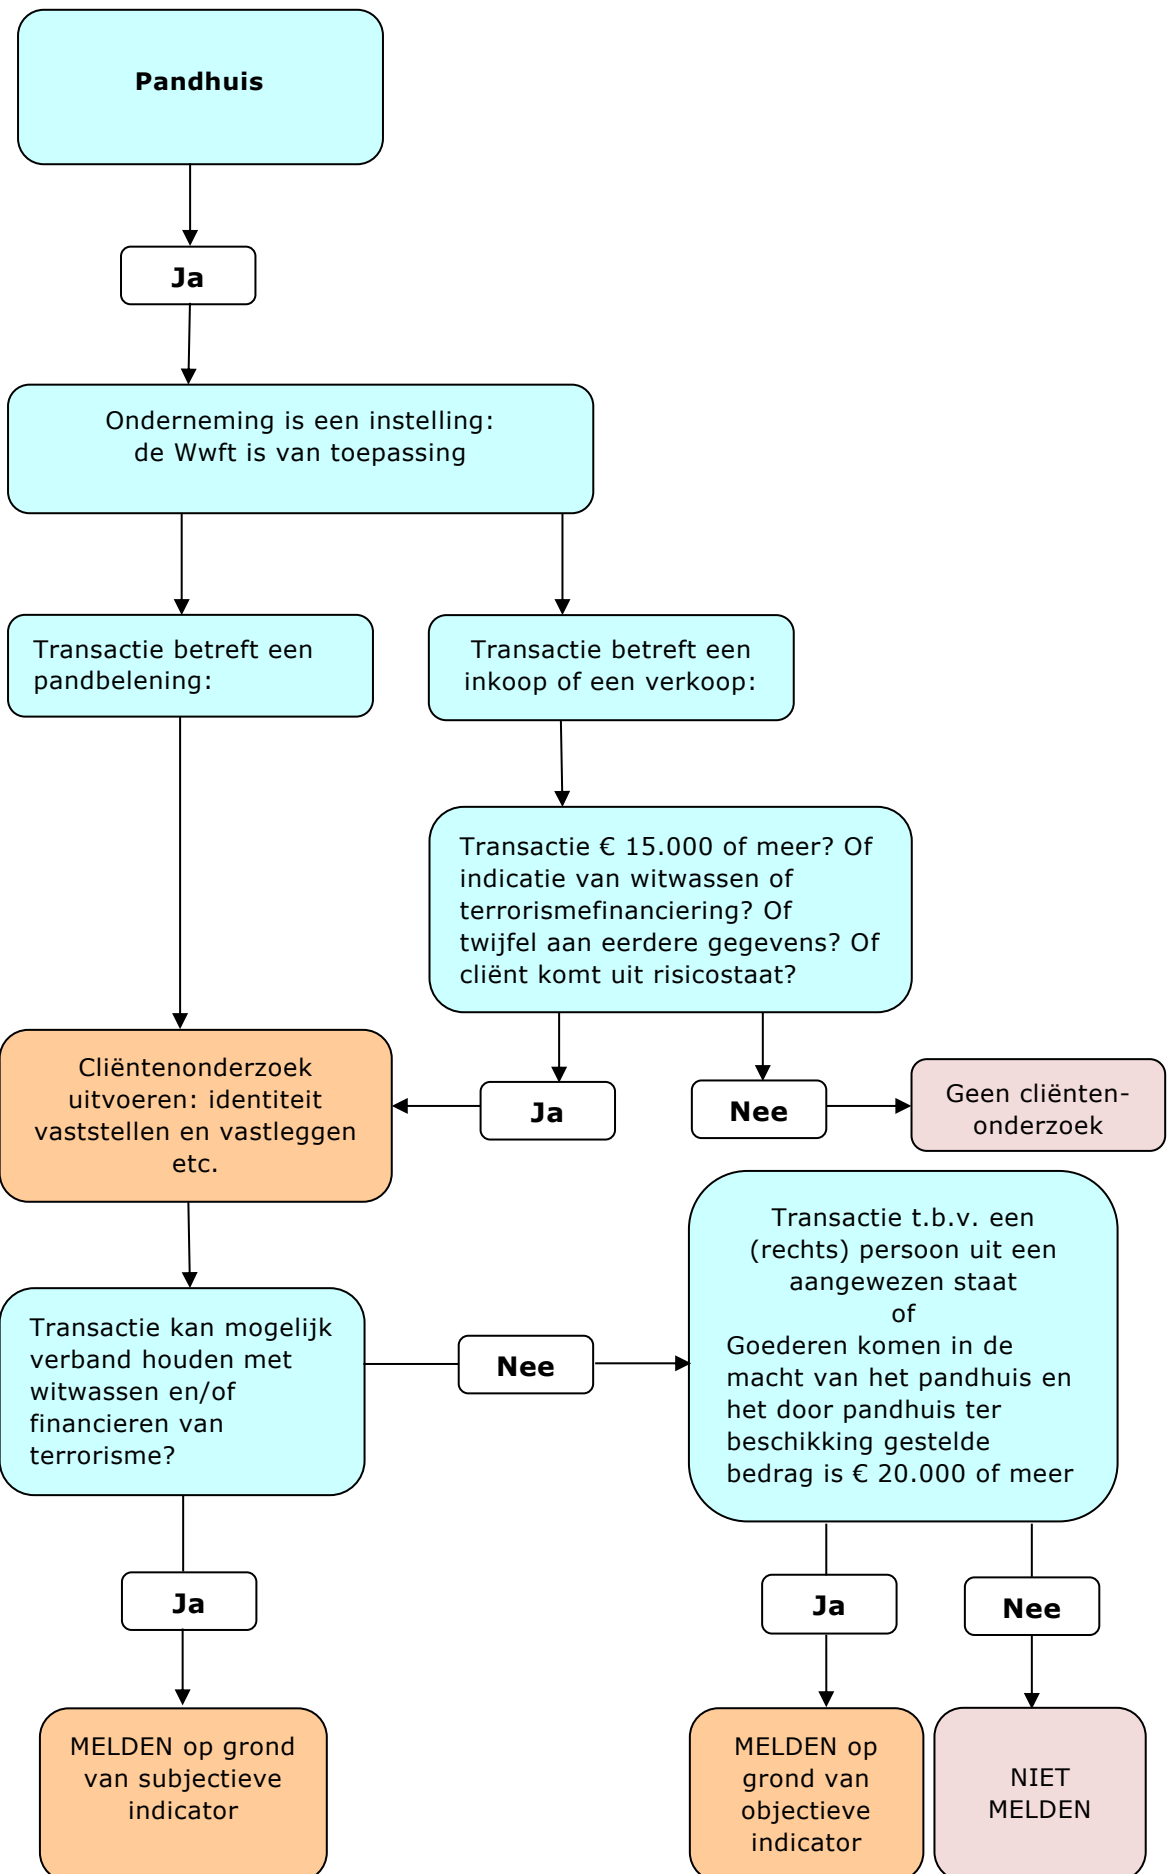 Pandhuis
Ja
Onderneming is een instelling:
de Wwft is van toepassing
Transactie betreft een
pandbelening:
Transactie betreft een
inkoop of een verkoop:
Transactie € 15.000 of meer? Of
indicatie van witwassen of
terrorismefinanciering? Of
twijfel aan eerdere gegevens? Of
cliënt komt uit risicostaat?
Cliëntenonderzoek
uitvoeren: identiteit
vaststellen en vastleggen
etc.
Ja
Nee
Geen cliënten-
onderzoek
Transactie kan mogelijk
verband houden met
witwassen en/of
financieren van
terrorisme?
Nee
Transactie t.b.v. een
(rechts) persoon uit een
aangewezen staat
of
Goederen komen in de
macht van het pandhuis en
het door pandhuis ter
beschikking gestelde
bedrag is € 20.000 of meer
Ja
Ja
Nee
MELDEN op grond
van subjectieve
indicator
MELDEN op
grond van
objectieve
indicator
NIET
MELDEN